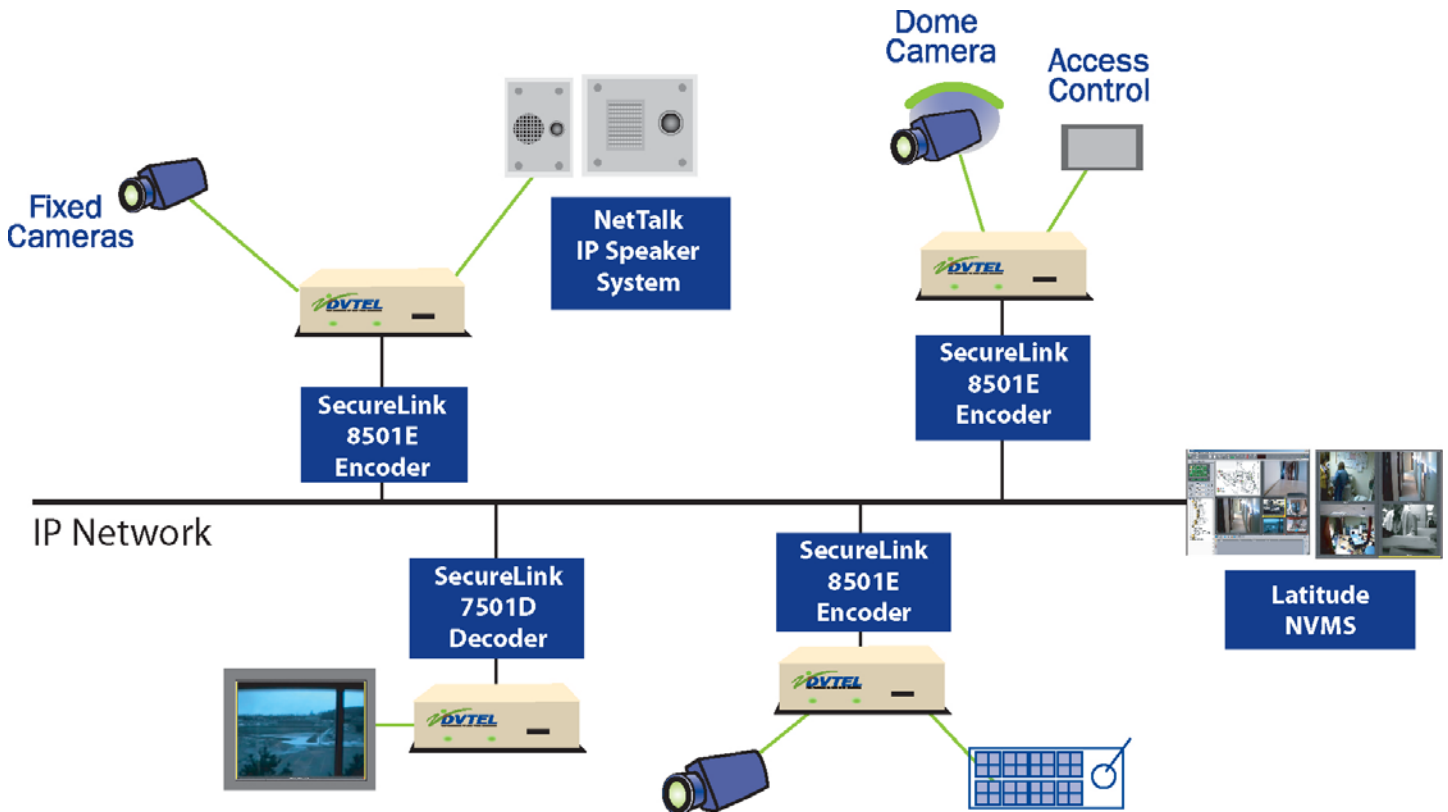 Dome
Camera
Access
Control
Fixed
Cameras
NetTalk
IP Speaker
System
DVTEL
DVTEL
SecureLink
8501E
Encoder
SecureLink
8501E
Encoder
IP Network
SecureLink
7501D
Decoder
SecureLink
8501E
Encoder
Latitude
NVMS
DVTEL
DVTEL